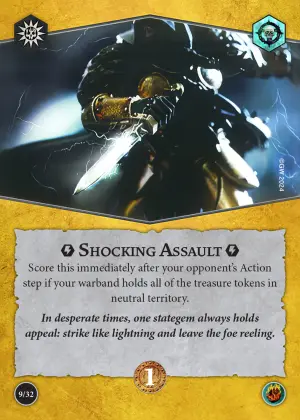 ©GW 2024
SHOCKING ASSAULT
Score this immediately after your opponent's Action
step if your warband holds all of the treasure tokens in
neutral territory.
In desperate times, one stategem always holds
appeal: strike like lightning and leave the foe reeling.
1
9/32